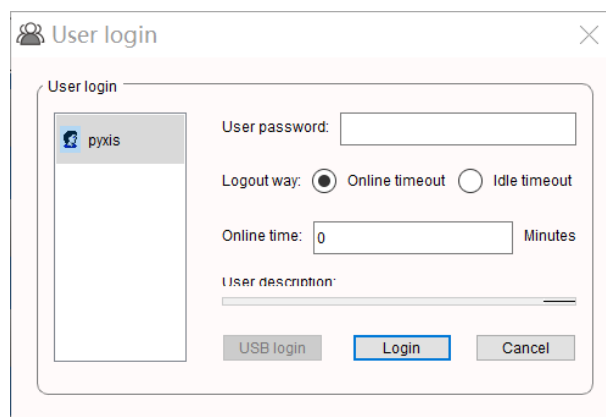 User login
User login
pyxis
User password:
Logout way: Online timeout Idle timeout
Online time: 0 Minutes
User description:
USB login Login Cancel